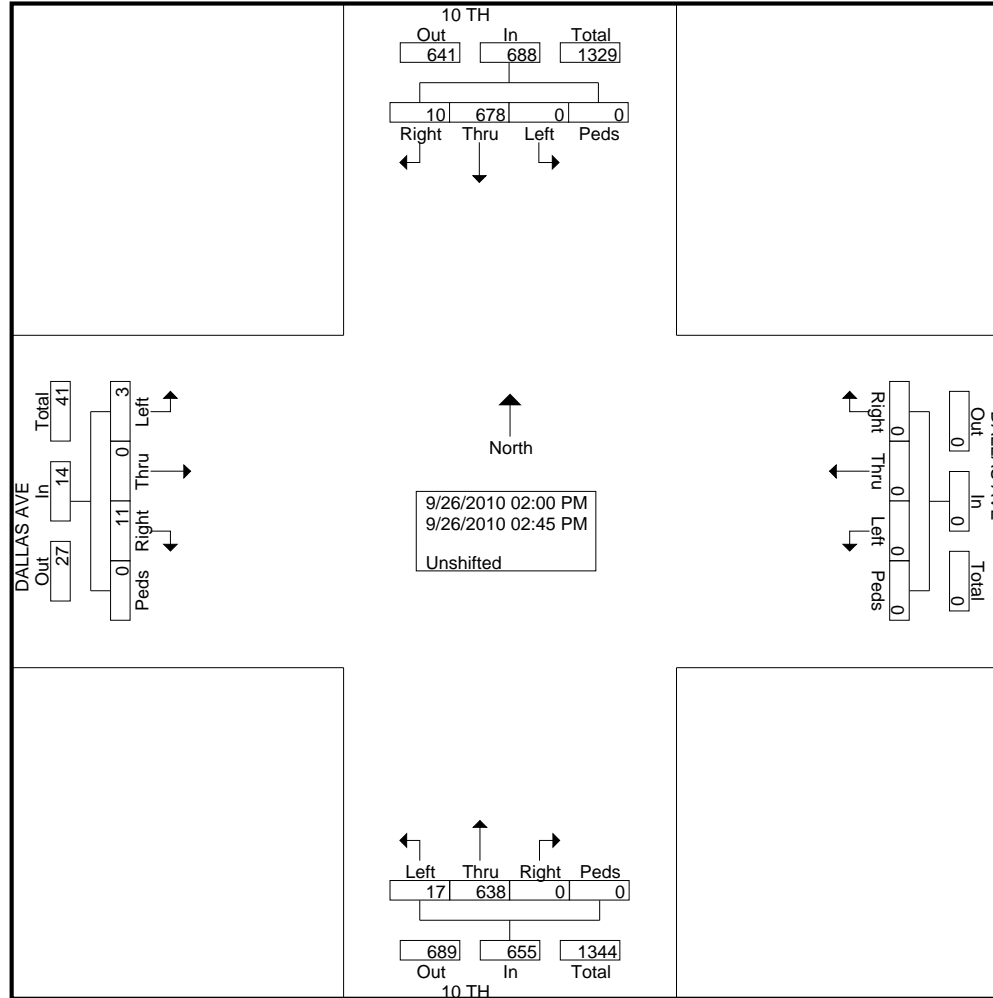 10 TH
Out In Total
641 688 1329
10 678 0 0
Right Thru Left Peds
DALLAS AVE
Total In Out
41 14 27
3 0 11 0
Left Thru Right Peds
North
9/26/2010 02:00 PM
9/26/2010 02:45 PM
Unshifted
Right Thru Left Peds
0 0 0 0
Out In Total
0 0 0
Left Thru Right Peds
17 638 0 0
689 655 1344
Out In Total
10 TH